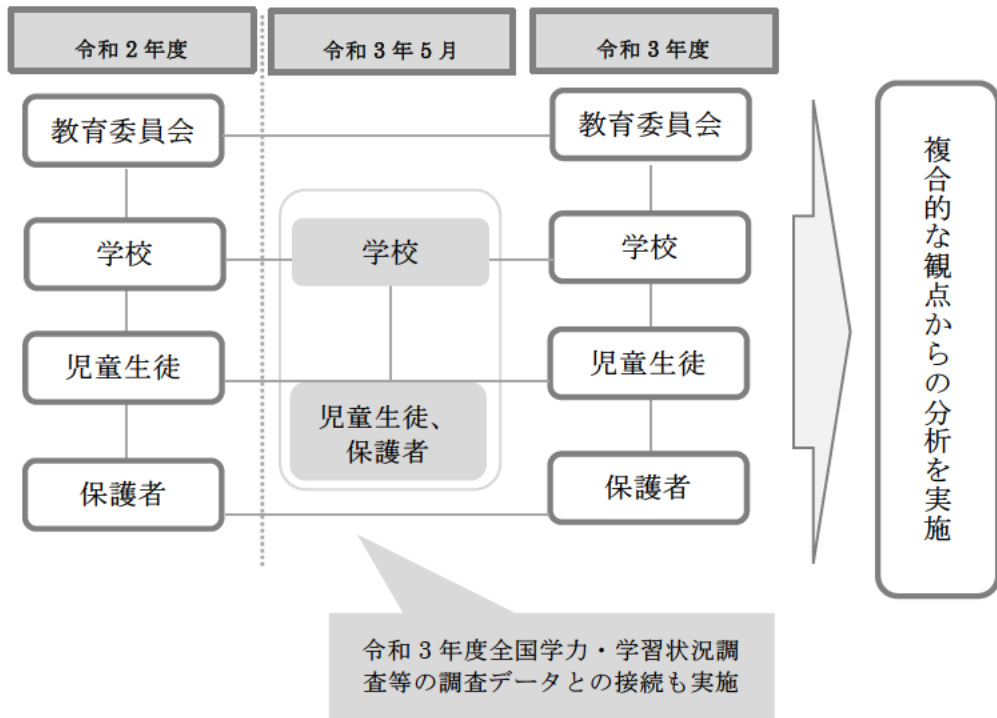 令和2年度
令和3年5月
令和3年度
教育委員会
学校
児童生徒
保護者
学校
児童生徒、
保護者
教育委員会
学校
児童生徒
保護者
複合的な観点からの分析を実施
令和3年度全国学力・学習状況調
査等の調査データとの接続も実施